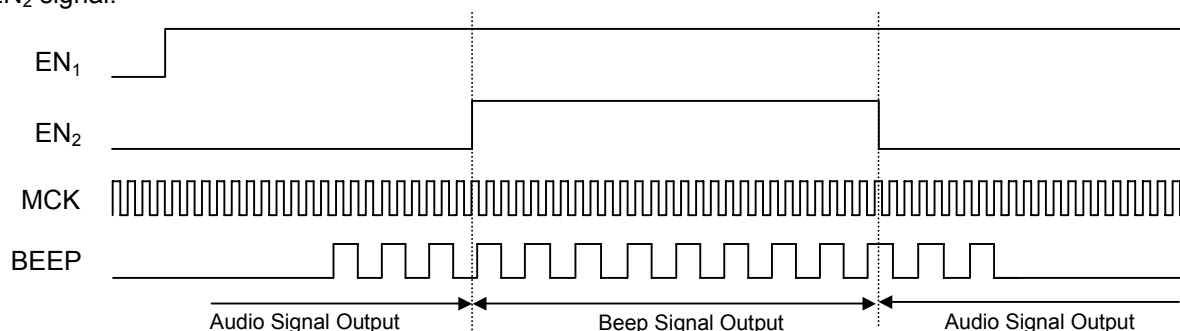 EN₂ signal.
EN₁
EN₂
MCK
BEEP
Audio Signal Output
Beep Signal Output
Audio Signal Output